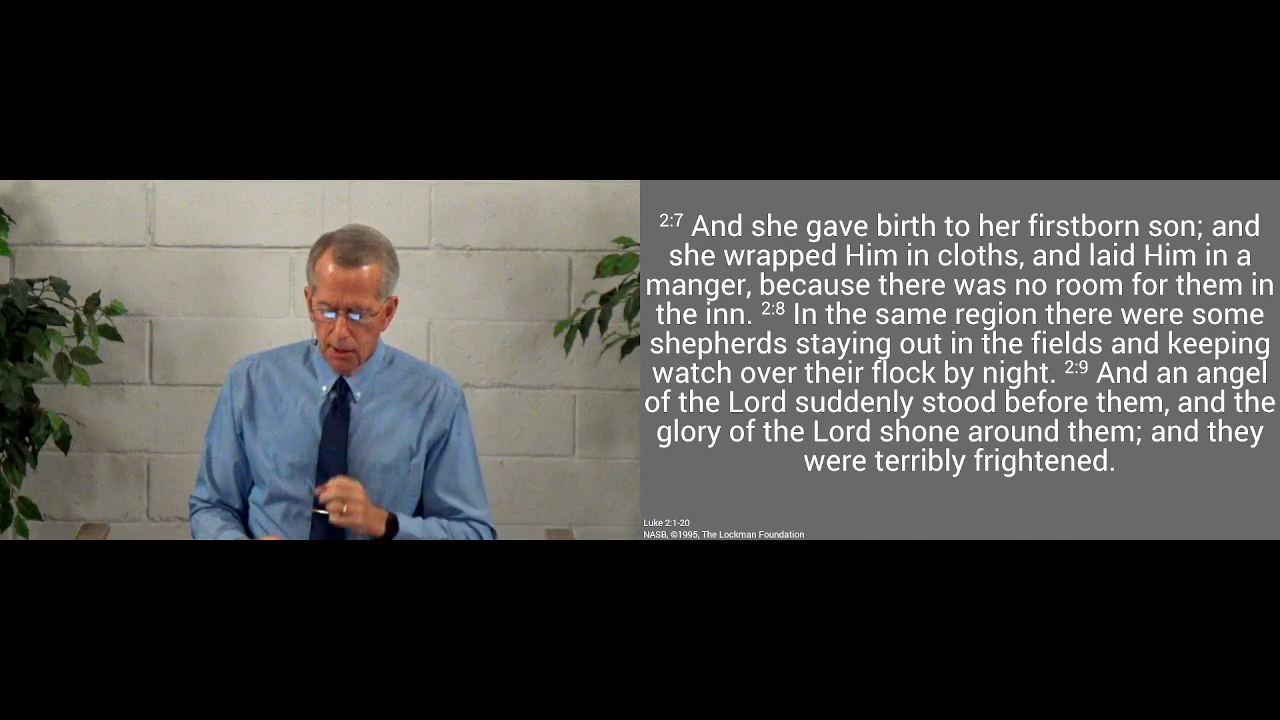 2:7 And she gave birth to her firstborn son; and
she wrapped Him in cloths, and laid Him in a
manger, because there was no room for them in
the inn. 2:8 In the same region there were some
shepherds staying out in the fields and keeping
watch over their flock by night. 2:9 And an angel
of the Lord suddenly stood before them, and the
glory of the Lord shone around them; and they
were terribly frightened.
Luke 2:1-20
NASB, ©1995, The Lockman Foundation